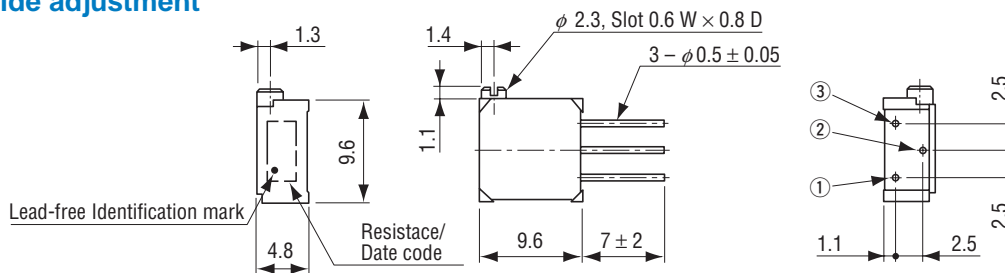 ide adjustment
φ 2.3, Slot 0.6 W × 0.8 D
1.3
1.4
3 – φ 0.5 ± 0.05
1.1
9.6
③
②
①
2.5
2.5
Lead-free Identification mark
Resistace/
Date code
4.8
9.6
7 ± 2
1.1
2.5